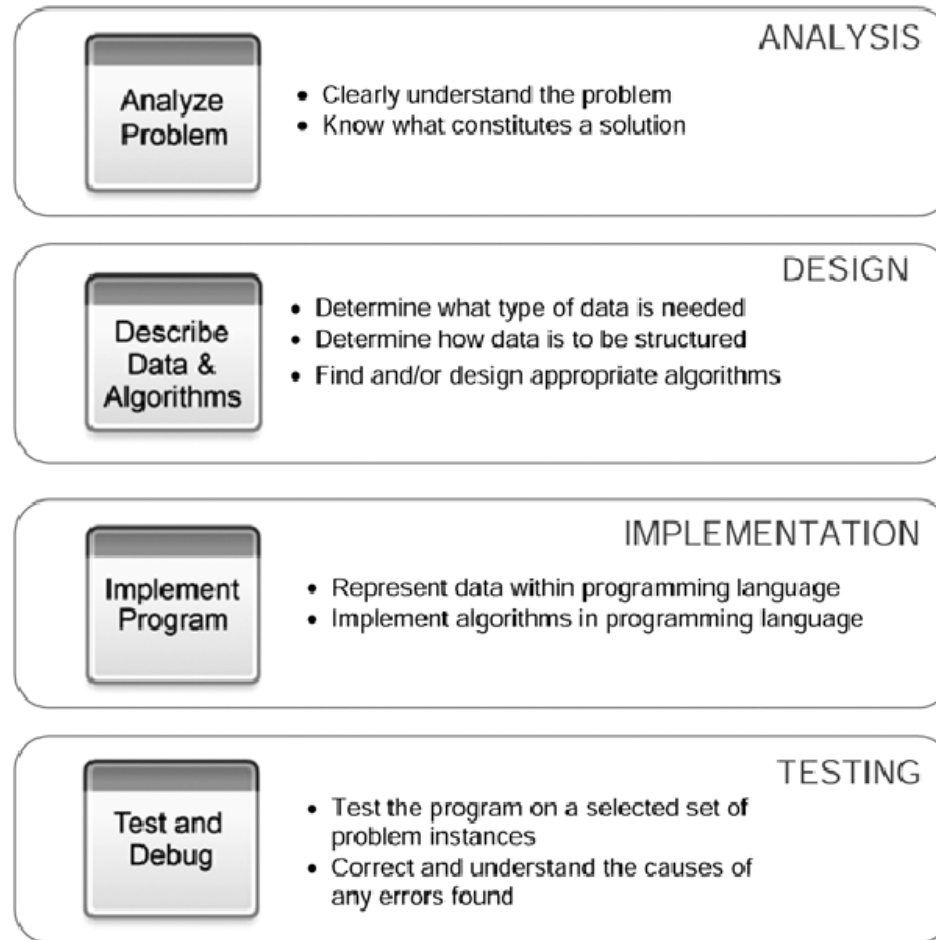 ANALYSIS
Analyze
Problem
• Clearly understand the problem
• Know what constitutes a solution
DESIGN
Describe
Data &
Algorithms
• Determine what type of data is needed
• Determine how data is to be structured
• Find and/or design appropriate algorithms
IMPLEMENTATION
Implement
Program
• Represent data within programming language
• Implement algorithms in programming language
TESTING
Test and
Debug
• Test the program on a selected set of
problem instances
• Correct and understand the causes of
any errors found